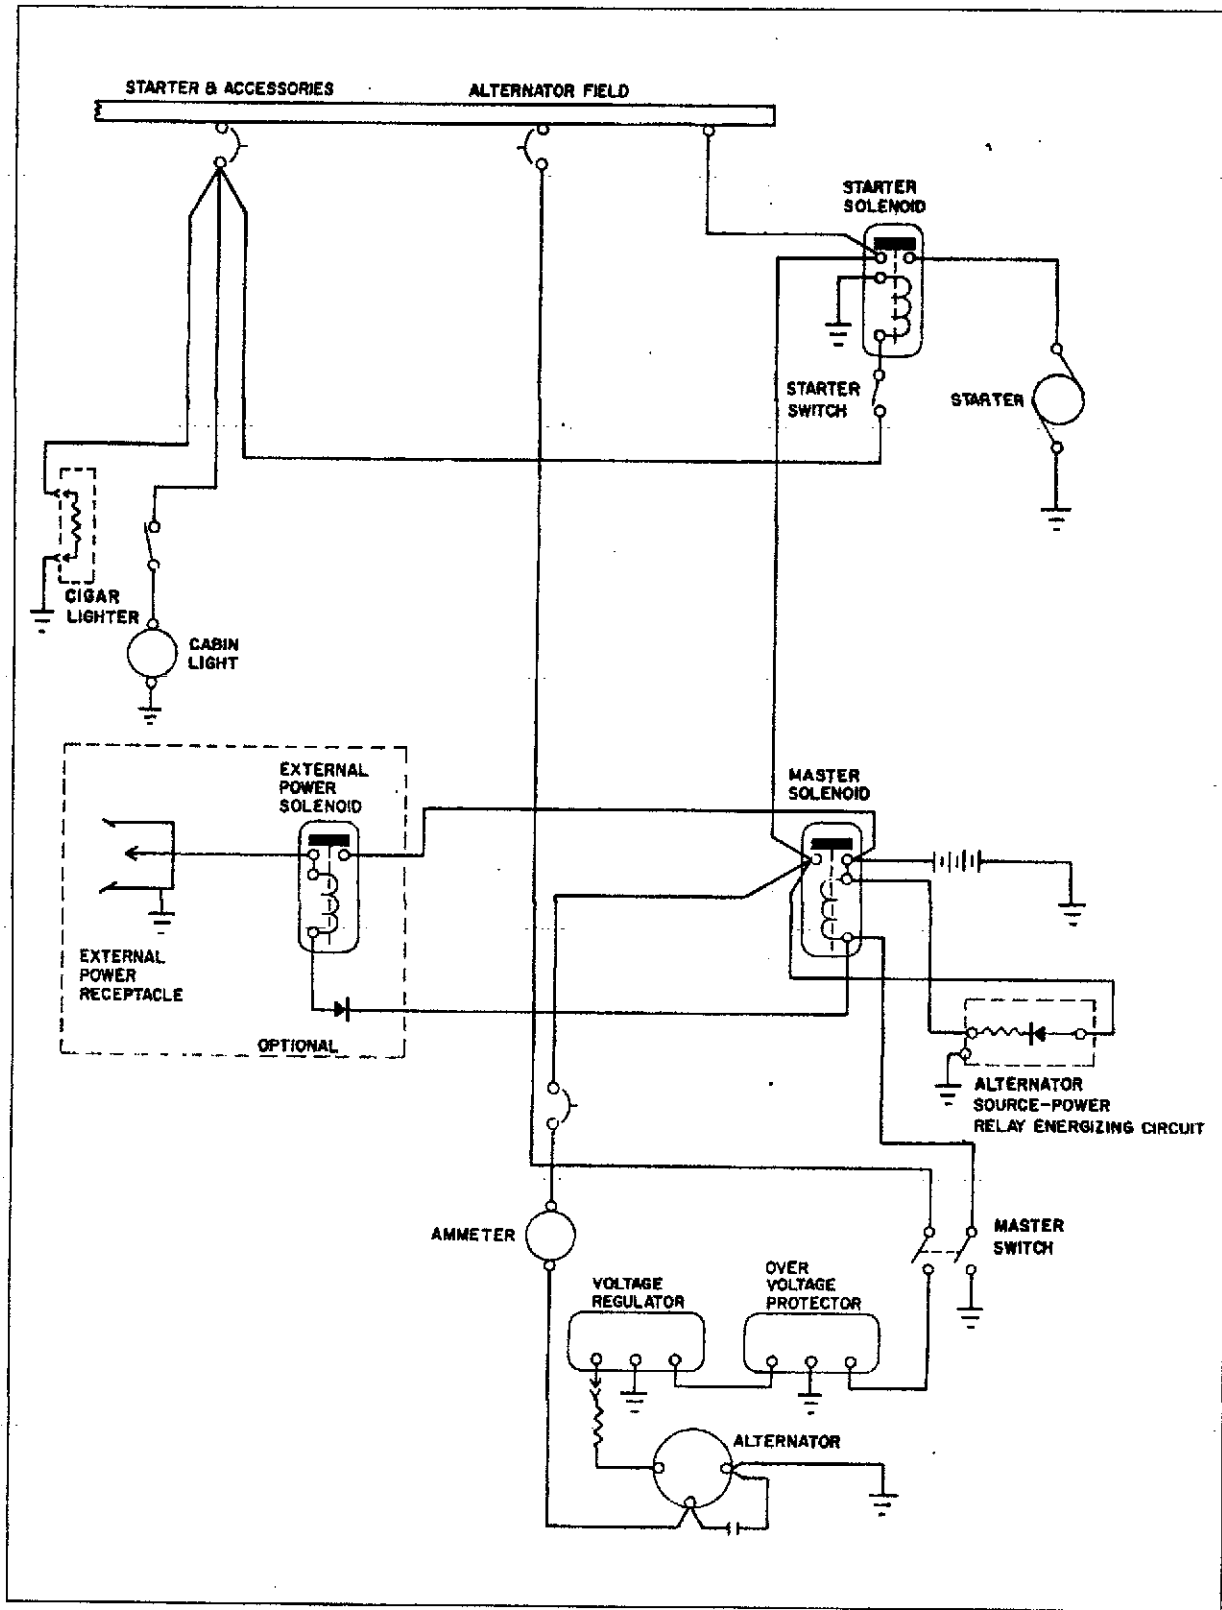 STARTER & ACCESSORIES
ALTERNATOR FIELD
STARTER
SOLENOID
STARTER
SWITCH
STARTER
CIGAR
LIGHTER
CABIN
LIGHT
EXTERNAL
POWER
SOLENOID
MASTER
SOLENOID
EXTERNAL
POWER
RECEPTACLE
OPTIONAL
ALTERNATOR
SOURCE-POWER
RELAY ENERGIZING CIRCUIT
AMMETER
MASTER
SWITCH
VOLTAGE
REGULATOR
OVER
VOLTAGE
PROTECTOR
ALTERNATOR